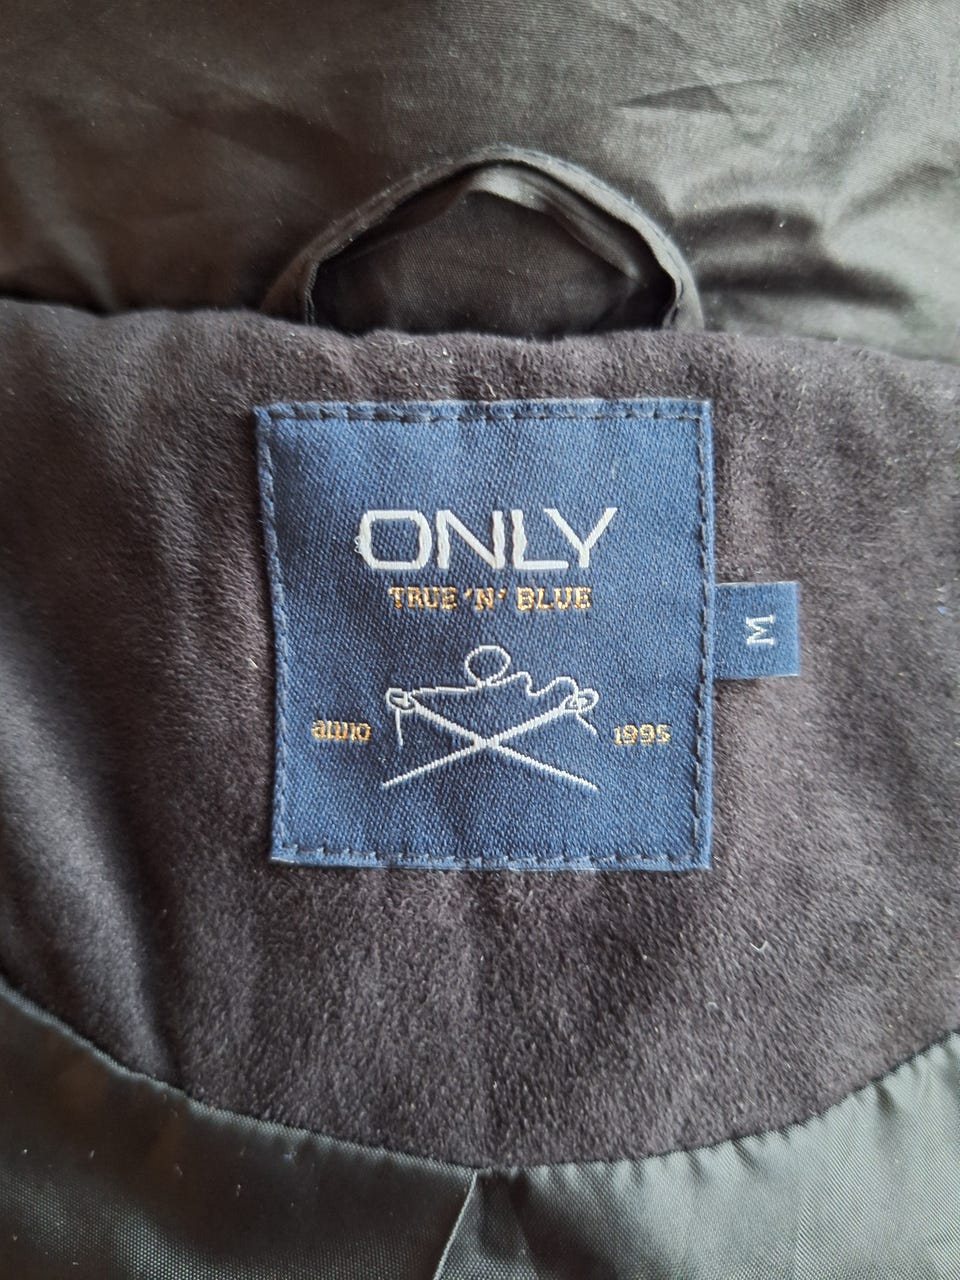 ONLY
TRUE 'N' BLUE
M
anno 1995